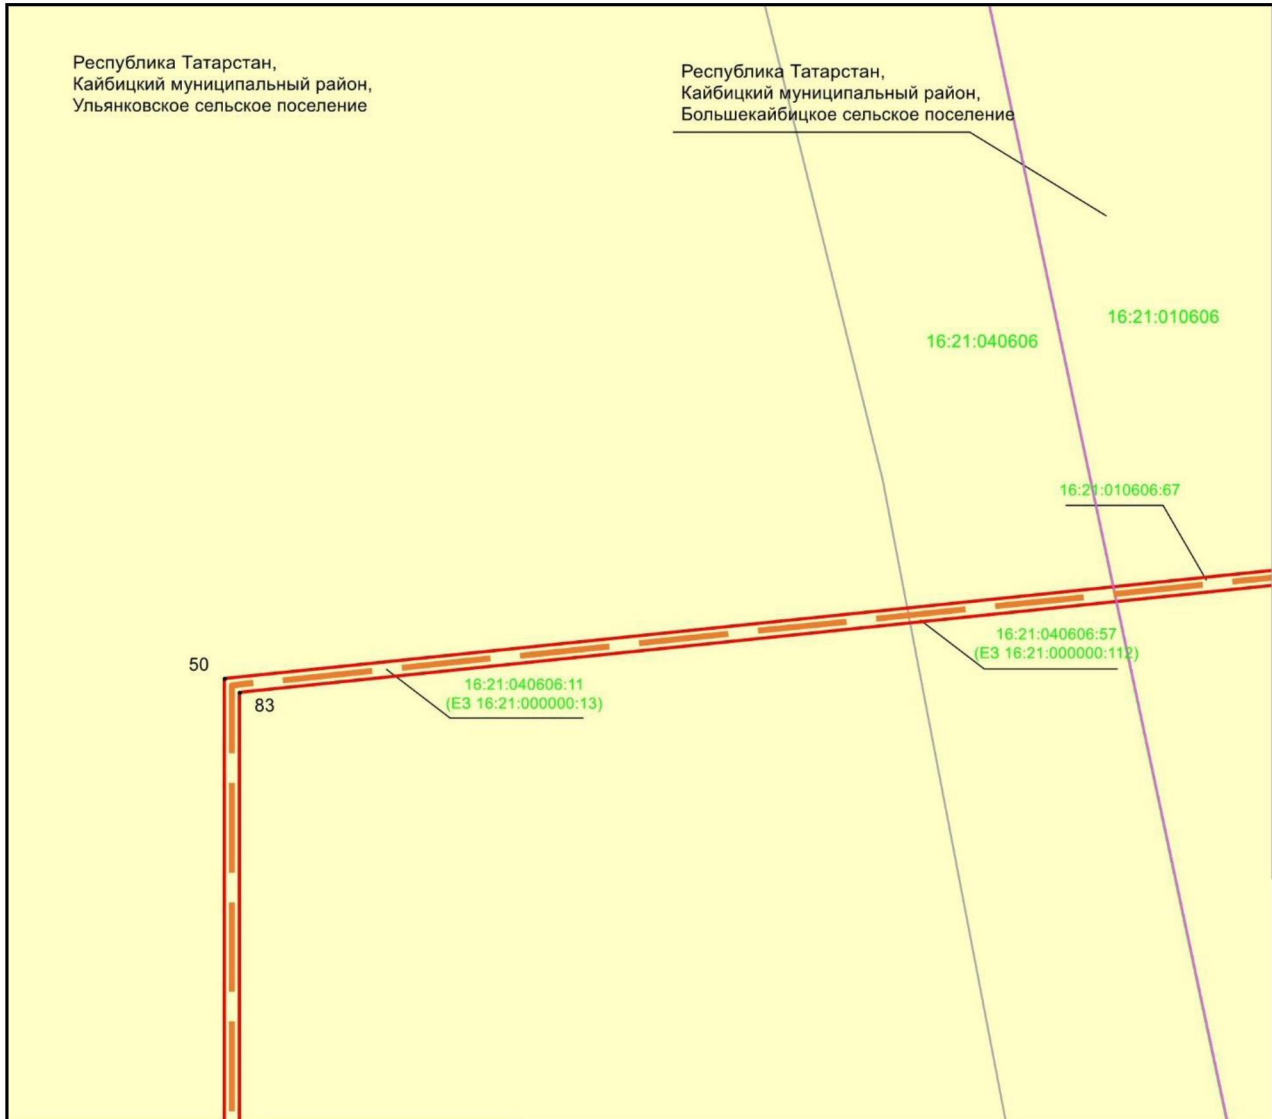 Республика Татарстан,
Кайбицкий муниципальный район,
Ульянковское сельское поселение
Республика Татарстан,
Кайбицкий муниципальный район,
Большекайбицкое сельское поселение
16:21:010606
16:21:040606
16:21:010606:67
16:21:040606:57
(ЕЗ 16:21:000000:112)
50
16:21:040606:11
(ЕЗ 16:21:000000:13)
83